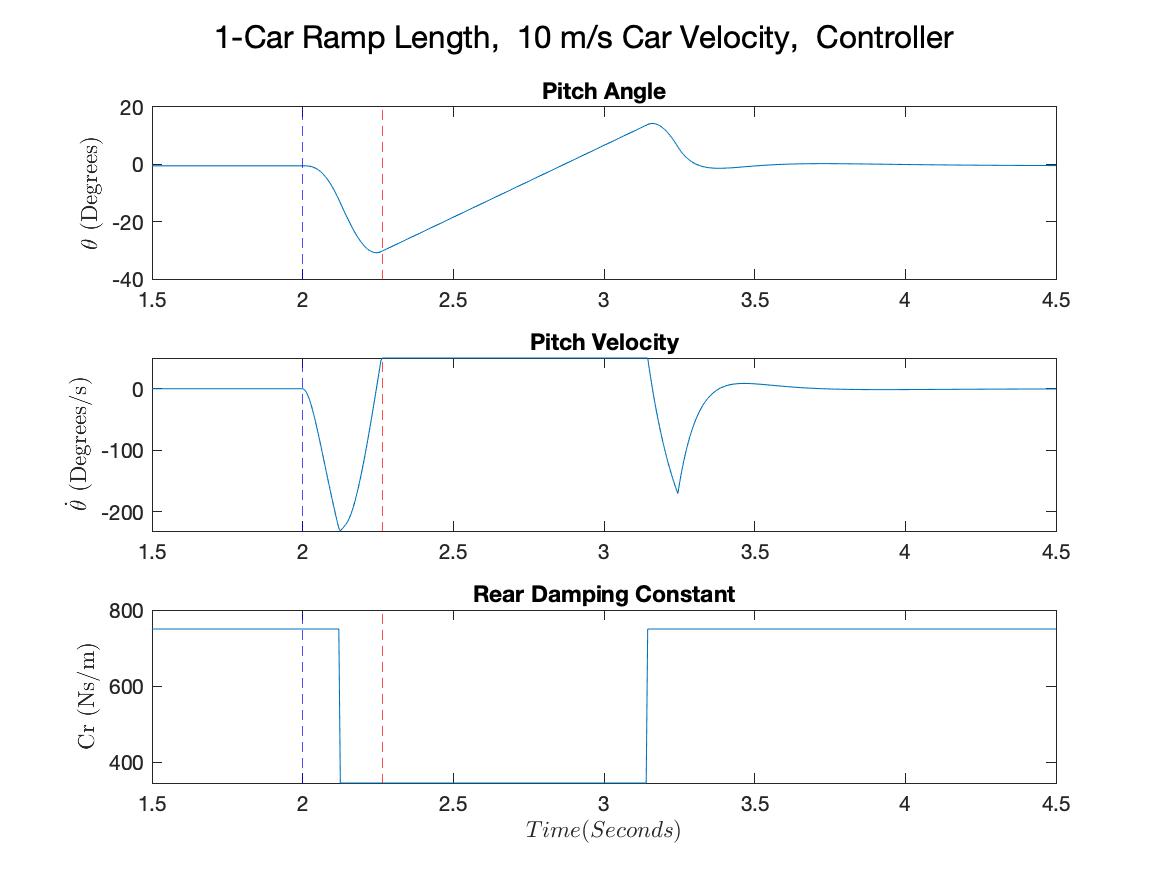 1-Car Ramp Length,  10 m/s Car Velocity,  Controller
Pitch Angle
20
0
-20
-40
θ (Degrees)
1.5 2 2.5 3 3.5 4 4.5
Pitch Velocity
0
-100
-200
θ̇ (Degrees/s)
1.5 2 2.5 3 3.5 4 4.5
Rear Damping Constant
800
600
400
Cr (Ns/m)
1.5 2 2.5 3 3.5 4 4.5
Time(Seconds)